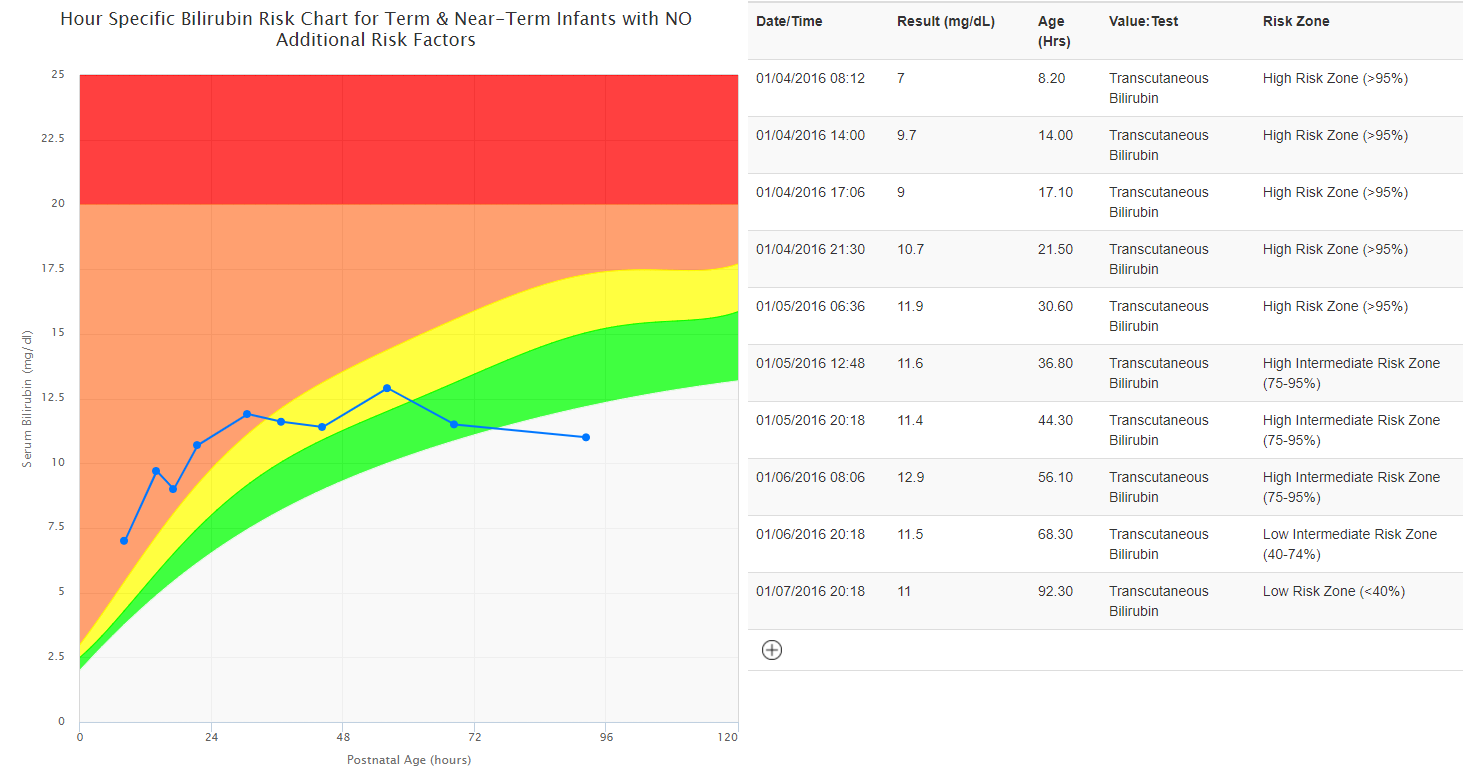 Hour Specific Bilirubin Risk Chart for Term & Near-Term Infants with NO
Additional Risk Factors
25
22.5
20
17.5
15
12.5
10
7.5
5
2.5
0
Serum Bilirubin (mg/dl)
0 24 48 72 96 120
Postnatal Age (hours)
Date/Time Result (mg/dL) Age Value:Test Risk Zone
(Hrs)
01/04/2016 08:12 7 8.20 Transcutaneous High Risk Zone (>95%)
Bilirubin
01/04/2016 14:00 9.7 14.00 Transcutaneous High Risk Zone (>95%)
Bilirubin
01/04/2016 17:06 9 17.10 Transcutaneous High Risk Zone (>95%)
Bilirubin
01/04/2016 21:30 10.7 21.50 Transcutaneous High Risk Zone (>95%)
Bilirubin
01/05/2016 06:36 11.9 30.60 Transcutaneous High Risk Zone (>95%)
Bilirubin
01/05/2016 12:48 11.6 36.80 Transcutaneous High Intermediate Risk Zone
Bilirubin (75-95%)
01/05/2016 20:18 11.4 44.30 Transcutaneous High Intermediate Risk Zone
Bilirubin (75-95%)
01/06/2016 08:06 12.9 56.10 Transcutaneous High Intermediate Risk Zone
Bilirubin (75-95%)
01/06/2016 20:18 11.5 68.30 Transcutaneous Low Intermediate Risk Zone
Bilirubin (40-74%)
01/07/2016 20:18 11 92.30 Transcutaneous Low Risk Zone (<40%)
Bilirubin